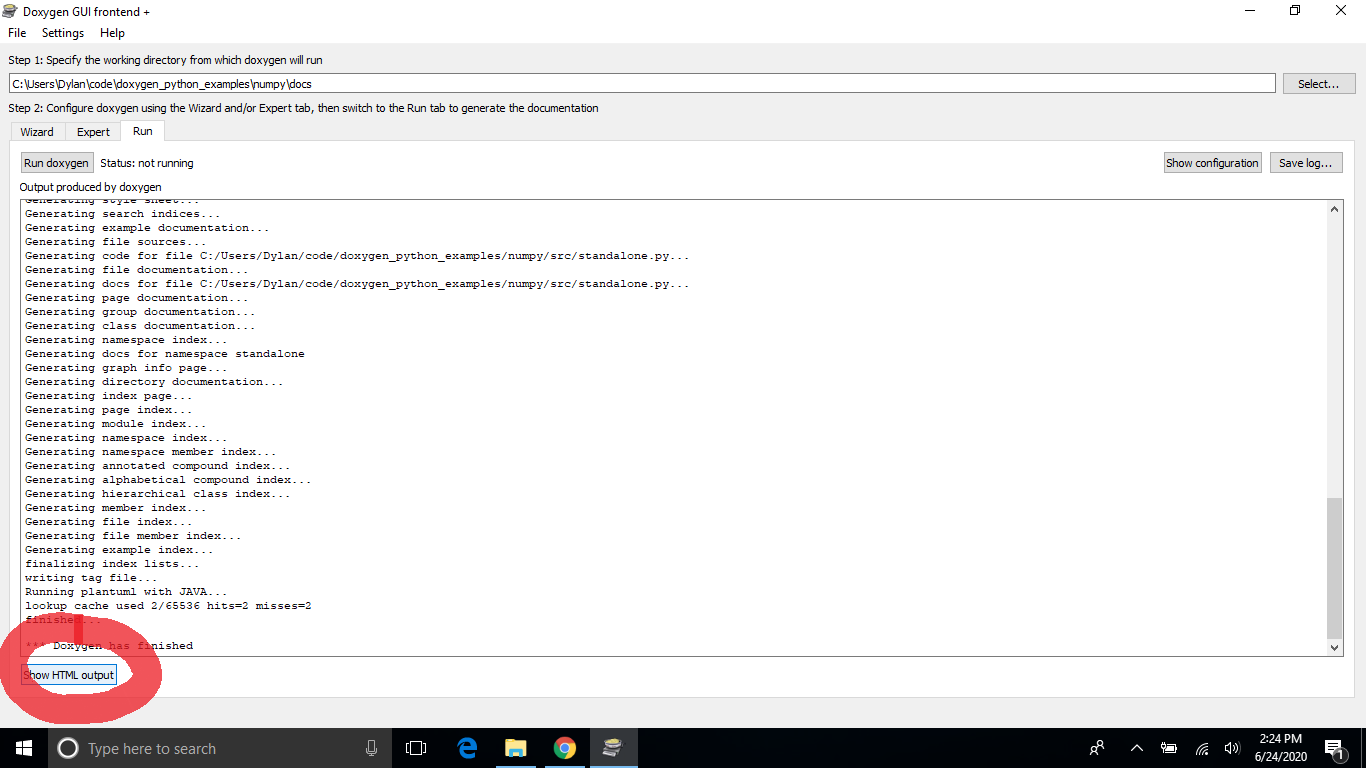 Doxygen GUI frontend +
File Settings Help
Step 1: Specify the working directory from which doxygen will run
C:\Users\Dylan\code\doxygen_python_examples\numpy\docs Select...
Step 2: Configure doxygen using the Wizard and/or Expert tab, then switch to the Run tab to generate the documentation
Wizard Expert Run
Run doxygen Status: not running Show configuration Save log...
Output produced by doxygen
Generating style sheet...
Generating search indices...
Generating example documentation...
Generating file sources...
Generating code for file C:/Users/Dylan/code/doxygen_python_examples/numpy/src/standalone.py...
Generating file documentation...
Generating docs for file C:/Users/Dylan/code/doxygen_python_examples/numpy/src/standalone.py...
Generating page documentation...
Generating group documentation...
Generating class documentation...
Generating namespace index...
Generating docs for namespace standalone
Generating graph info page...
Generating directory documentation...
Generating index page...
Generating page index...
Generating module index...
Generating namespace index...
Generating namespace member index...
Generating annotated compound index...
Generating alphabetical compound index...
Generating hierarchical class index...
Generating member index...
Generating file index...
Generating file member index...
Generating example index...
finalizing index lists...
writing tag file...
Running plantuml with JAVA...
lookup cache used 2/65536 hits=2 misses=2
finished...
*** Doxygen has finished
Show HTML output
Type here to search
2:24 PM
6/24/2020
1